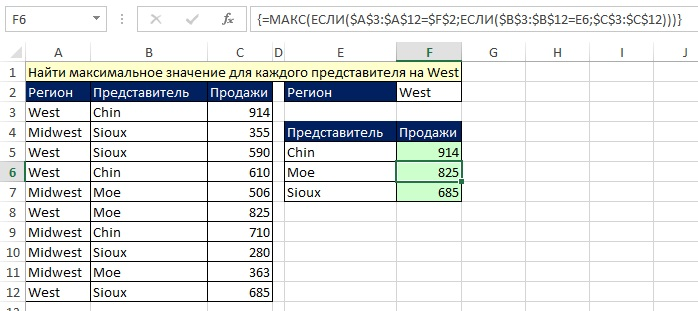 F6 {=МАКС(ЕСЛИ($A$3:$A$12=$F$2;ЕСЛИ($B$3:$B$12=E6;$C$3:$C$12)))}
A B C D E F G H I J
1 Найти максимальное значение для каждого представителя на West
2 Регион Представитель Продажи Регион West
3 West Chin 914
4 Midwest Sioux 355 Представитель Продажи
5 West Sioux 590 Chin 914
6 West Chin 610 Moe 825
7 Midwest Moe 506 Sioux 685
8 West Moe 825
9 Midwest Chin 710
10 Midwest Sioux 280
11 Midwest Moe 363
12 West Sioux 685